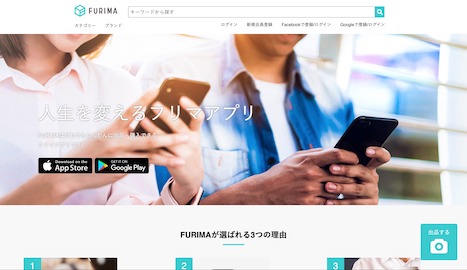 FURIMA
キーワードから探す
カテゴリー ブランド
ログイン 新規会員登録 Facebookで登録/ログイン Googleで登録/ログイン
人生を変えるフリマアプリ
Download on the
App Store
GET IT ON
Google Play
FURIMAが選ばれる3つの理由
出品する
1 2 3